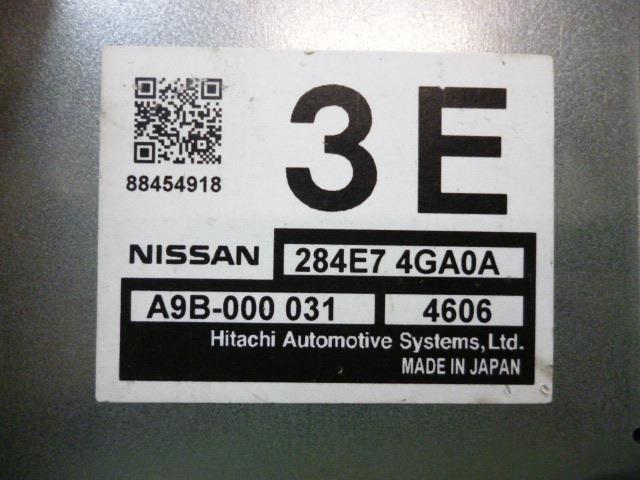 3E
88454918
NISSAN 284E7 4GA0A
A9B-000 031 4606
Hitachi Automotive Systems,Ltd.
MADE IN JAPAN